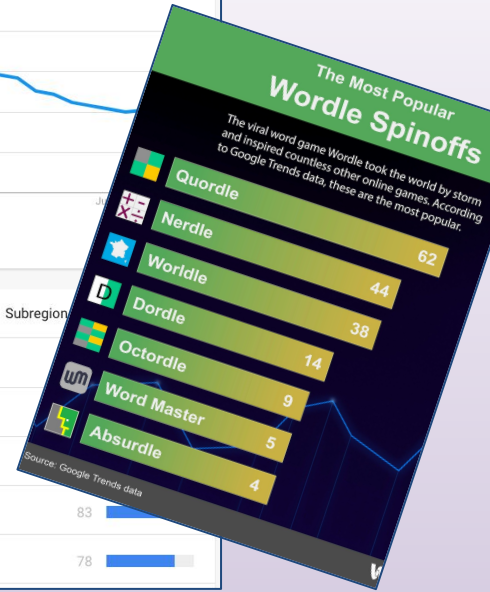 The Most Popular
Wordle Spinoffs
The viral word game Wordle took the world by storm
and inspired countless other online games. According
to Google Trends data, these are the most popular.
Quordle 62
Nerdle 44
Worldle 38
D
Dordle 14
Octordle 9
WM
Word Master 5
Absurdle 4
Source: Google Trends data
Subregion
83
78